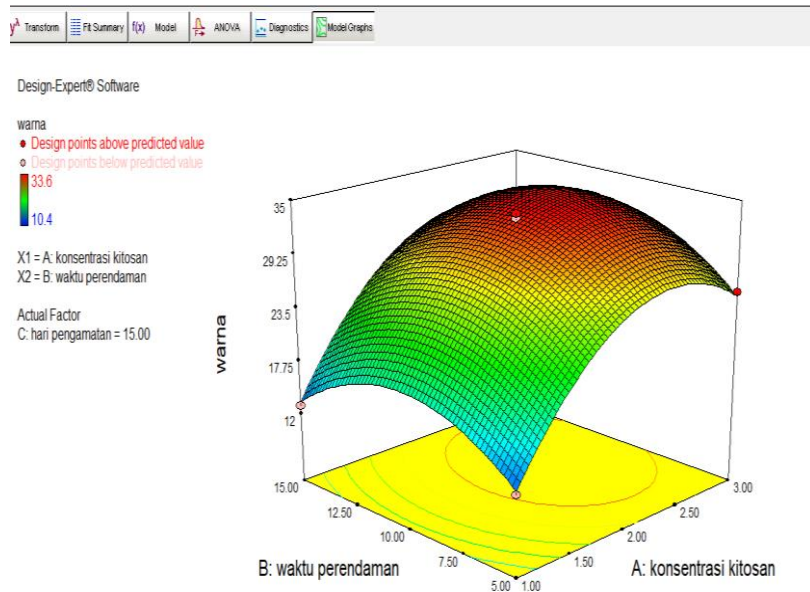 yλ Transform Fit Summary f(x) Model ANOVA Diagnostics Model Graphs
Design-Expert® Software
warna
Design points above predicted value
Design points below predicted value
33.6
10.4
X1 = A: konsentrasi kitosan
X2 = B: waktu perendaman
Actual Factor
C: hari pengamatan = 15.00
warna
35
29.25
23.5
17.75
12
15.00
12.50
10.00
7.50
5.00
1.00
1.50
2.00
2.50
3.00
B: waktu perendaman
A: konsentrasi kitosan